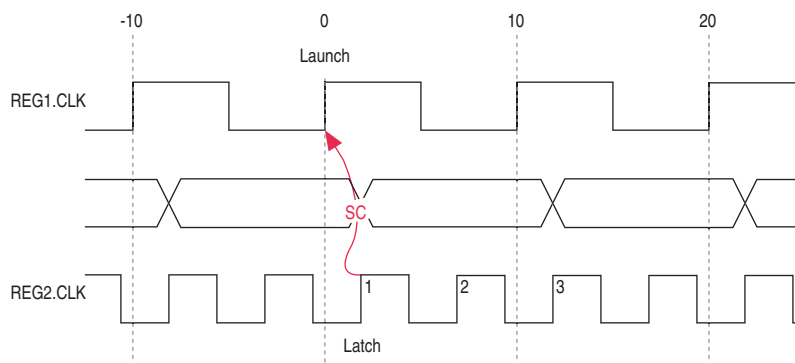 -10 0 10 20
Launch
REG1.CLK
SC
REG2.CLK 1 2 3
Latch